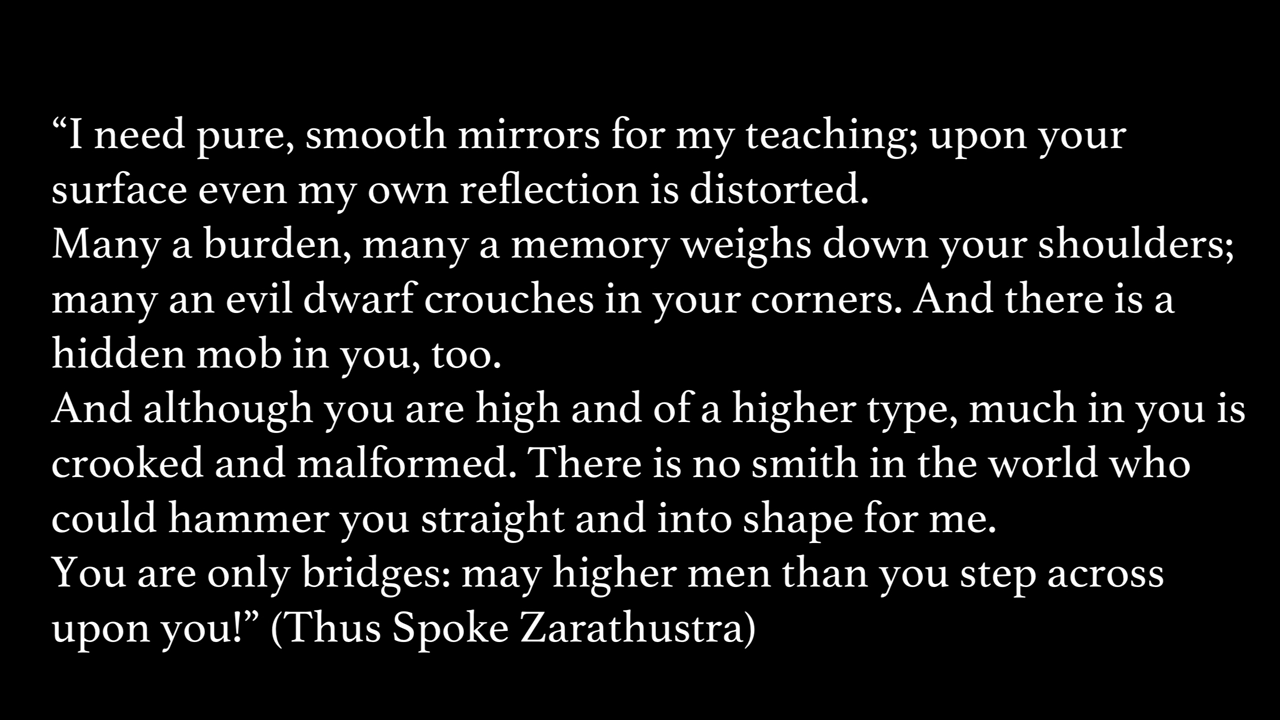 “I need pure, smooth mirrors for my teaching; upon your
surface even my own reflection is distorted.
Many a burden, many a memory weighs down your shoulders;
many an evil dwarf crouches in your corners. And there is a
hidden mob in you, too.
And although you are high and of a higher type, much in you is
crooked and malformed. There is no smith in the world who
could hammer you straight and into shape for me.
You are only bridges: may higher men than you step across
upon you!” (Thus Spoke Zarathustra)